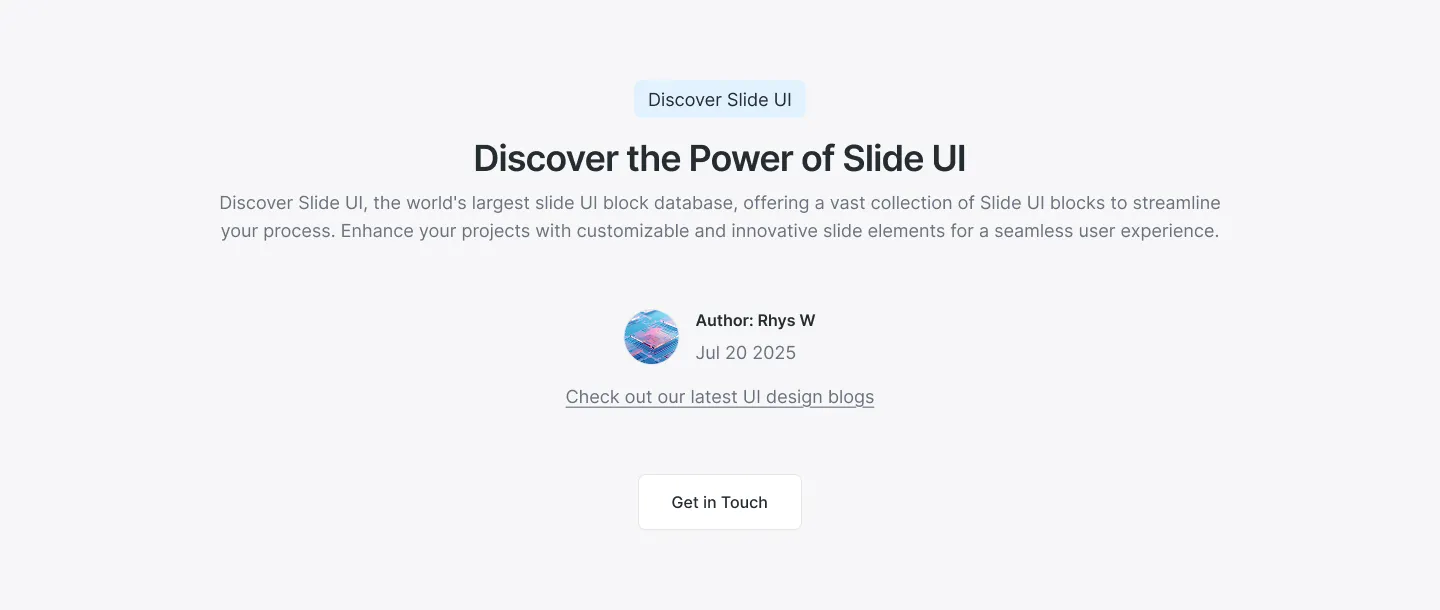 Discover Slide UI
Discover the Power of Slide UI
Discover Slide UI, the world's largest slide UI block database, offering a vast collection of Slide UI blocks to streamline
your process. Enhance your projects with customizable and innovative slide elements for a seamless user experience.
Author: Rhys W
Jul 20 2025
Check out our latest UI design blogs
Get in Touch